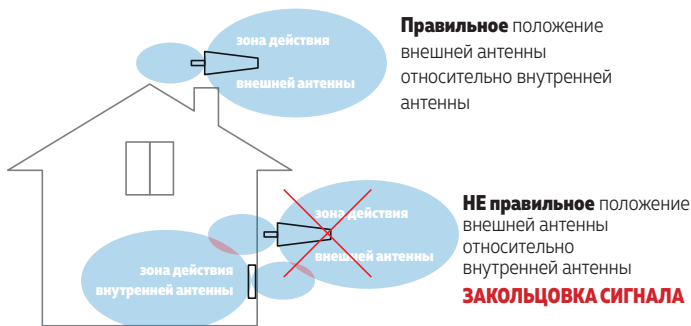 зона действия
внешней антенны
Правильное положение
внешней антенны
относительно внутренней
антенны
зона действия
внешней антенны
зона действия
внутренней антенны
НЕ правильное положение
внешней антенны
относительно
внутренней антенны
ЗАКОЛЬЦОВКА СИГНАЛА